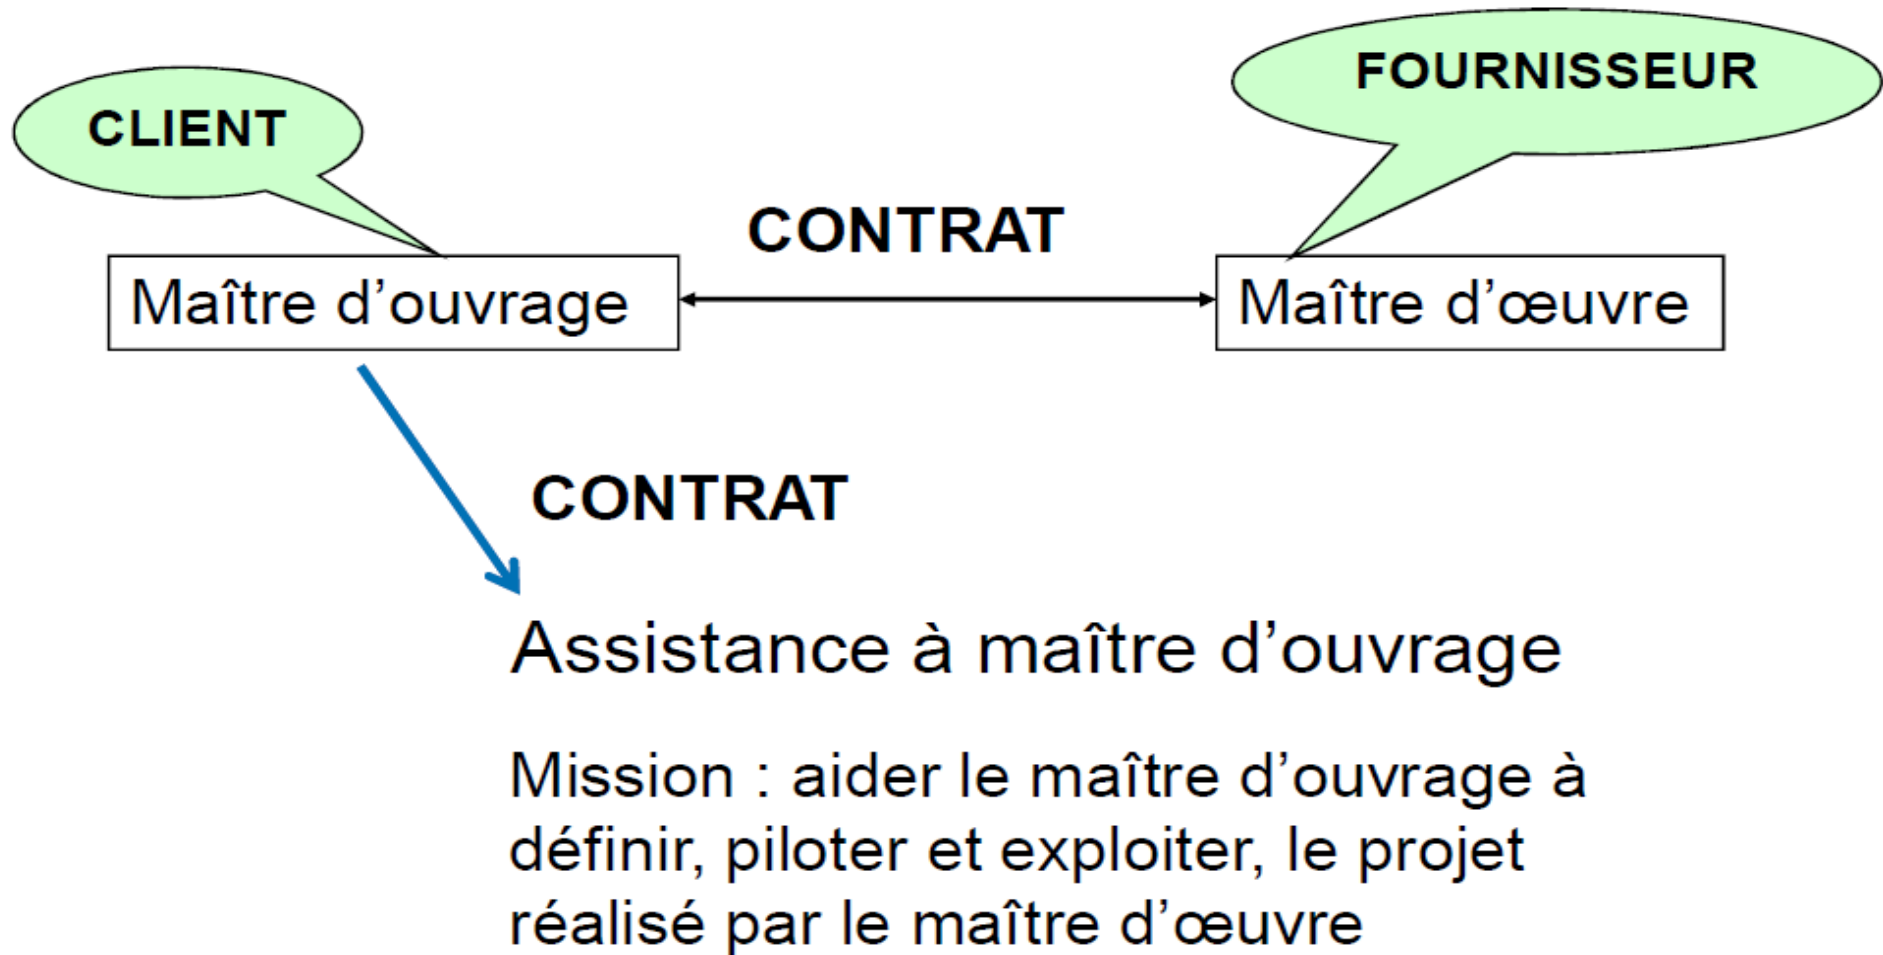 CLIENT
FOURNISSEUR
CONTRAT
Maître d’ouvrage
Maître d’œuvre
CONTRAT
Assistance à maître d’ouvrage
Mission : aider le maître d’ouvrage à
définir, piloter et exploiter, le projet
réalisé par le maître d’œuvre